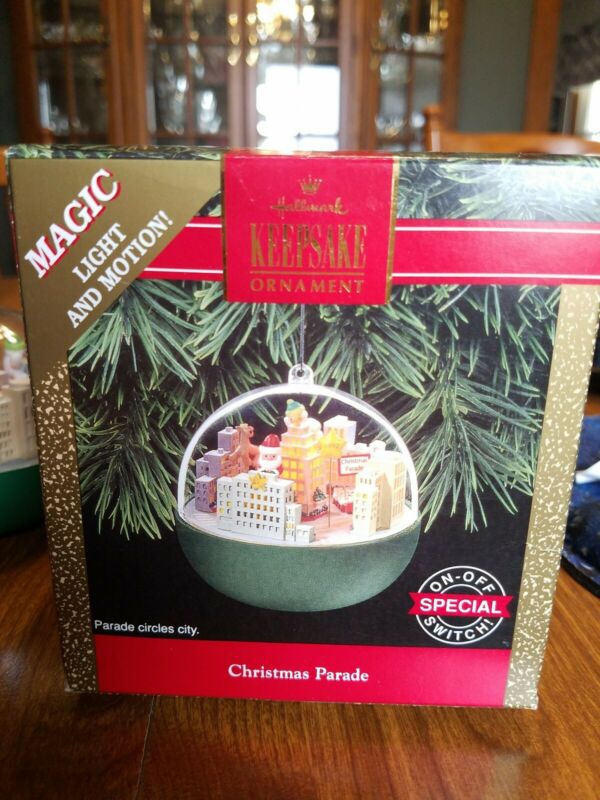 MAGIC
LIGHT
AND MOTION!
Hallmark
KEEPSAKE
ORNAMENT
Christmas
Parade
Parade circles city.
ON-OFF
SPECIAL
SWITCH!
Christmas Parade